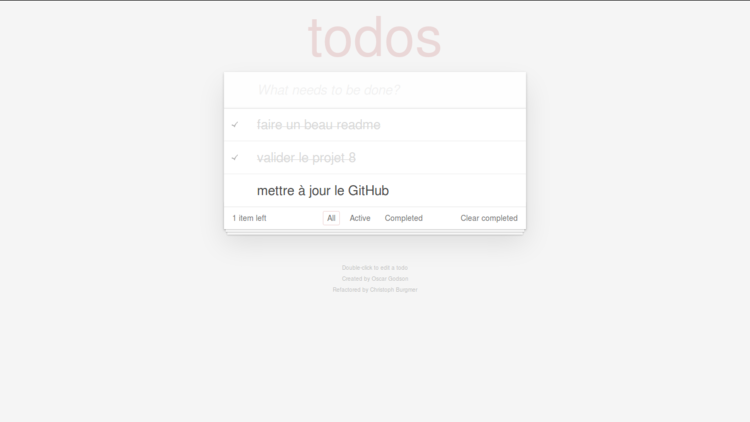 todos
What needs to be done?
faire un beau readme
valider le projet 8
mettre à jour le GitHub
1 item left All Active Completed Clear completed
Double-click to edit a todo
Created by Oscar Godson
Refactored by Christoph Burgmer